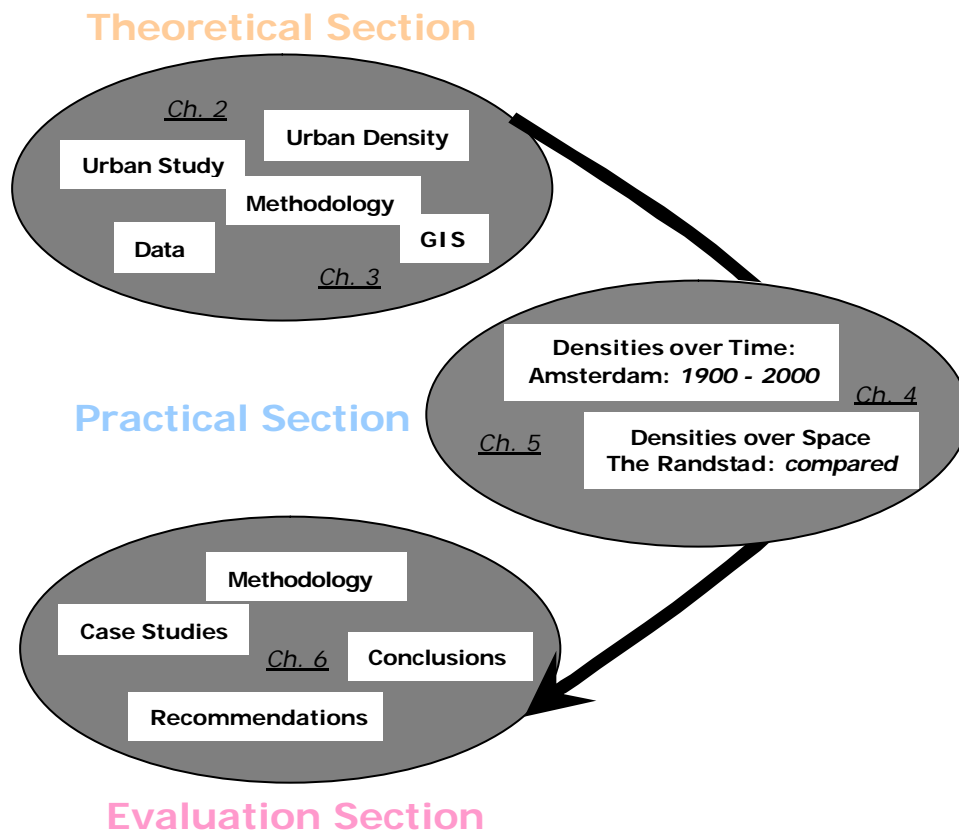 Theoretical Section
Ch. 2
Urban Density
Urban Study
Methodology
GIS
Data
Ch. 3
Densities over Time:
Amsterdam: 1900 - 2000
Ch. 4
Practical Section
Ch. 5
Densities over Space
The Randstad: compared
Methodology
Case Studies
Ch. 6
Conclusions
Recommendations
Evaluation Section